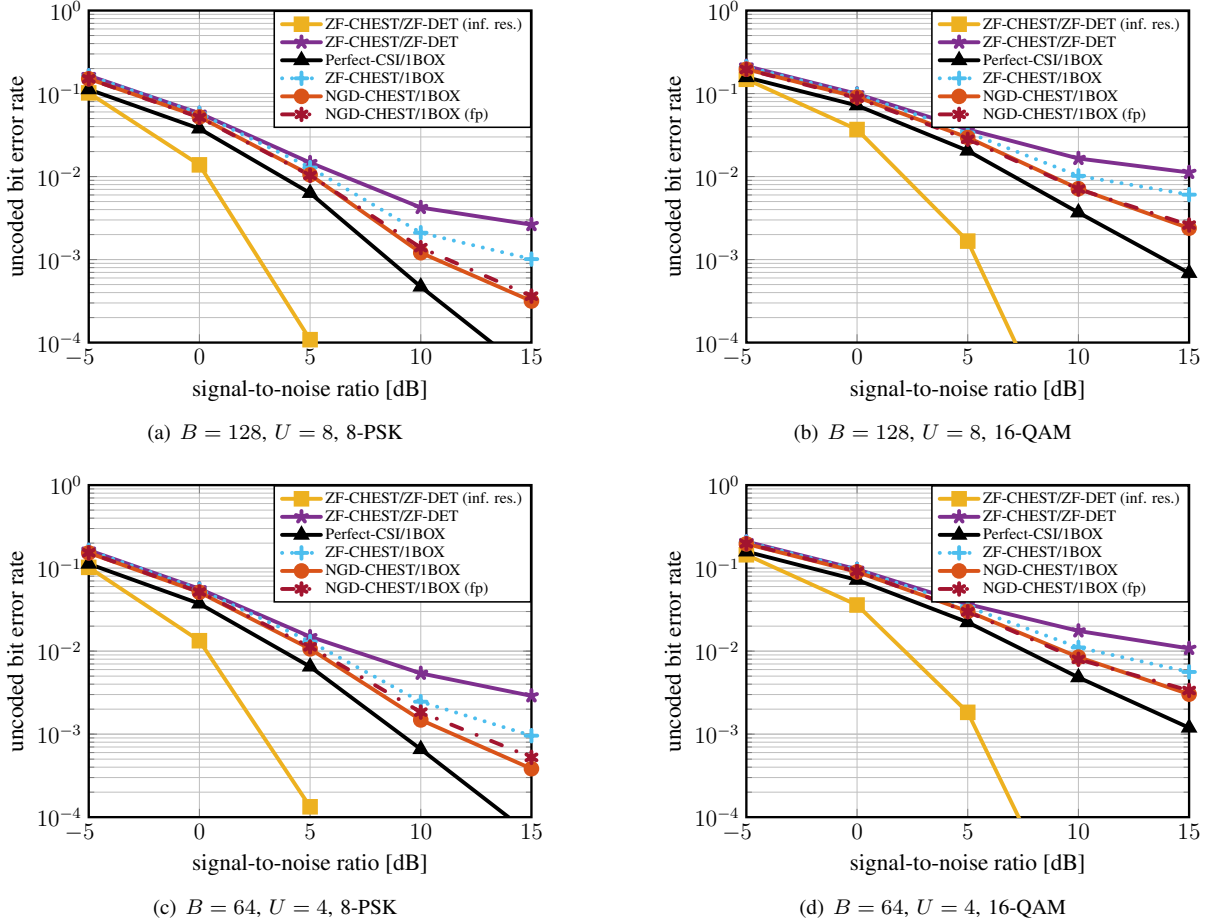 10^0
10^−1
10^−2
10^−3
10^−4
uncoded bit error rate
ZF-CHEST/ZF-DET (inf. res.)
ZF-CHEST/ZF-DET
Perfect-CSI/1BOX
ZF-CHEST/1BOX
NGD-CHEST/1BOX
NGD-CHEST/1BOX (fp)
−5 0 5 10 15
signal-to-noise ratio [dB]
(a) B = 128, U = 8, 8-PSK
10^0
10^−1
10^−2
10^−3
10^−4
uncoded bit error rate
ZF-CHEST/ZF-DET (inf. res.)
ZF-CHEST/ZF-DET
Perfect-CSI/1BOX
ZF-CHEST/1BOX
NGD-CHEST/1BOX
NGD-CHEST/1BOX (fp)
−5 0 5 10 15
signal-to-noise ratio [dB]
(b) B = 128, U = 8, 16-QAM
10^0
10^−1
10^−2
10^−3
10^−4
uncoded bit error rate
ZF-CHEST/ZF-DET (inf. res.)
ZF-CHEST/ZF-DET
Perfect-CSI/1BOX
ZF-CHEST/1BOX
NGD-CHEST/1BOX
NGD-CHEST/1BOX (fp)
−5 0 5 10 15
signal-to-noise ratio [dB]
(c) B = 64, U = 4, 8-PSK
10^0
10^−1
10^−2
10^−3
10^−4
uncoded bit error rate
ZF-CHEST/ZF-DET (inf. res.)
ZF-CHEST/ZF-DET
Perfect-CSI/1BOX
ZF-CHEST/1BOX
NGD-CHEST/1BOX
NGD-CHEST/1BOX (fp)
−5 0 5 10 15
signal-to-noise ratio [dB]
(d) B = 64, U = 4, 16-QAM